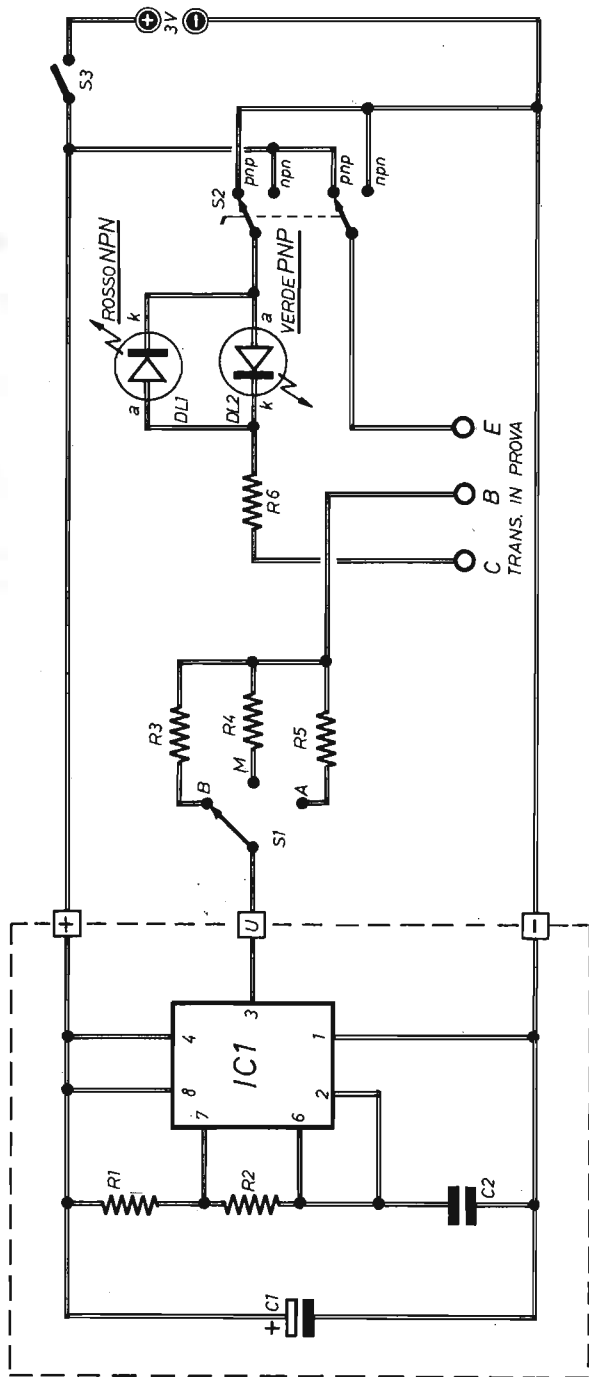 +
C1
R1
R2
C2
7
6
8
4
2
1
3
IC1
+
U
-
S1
B
M
A
R3
R4
R5
R6
C
B
E
TRANS. IN PROVA
a
k
DL1
ROSSO NPN
DL2
k
a
VERDE PNP
S2
pnp
npn
pnp
npn
S3
+
3V
-